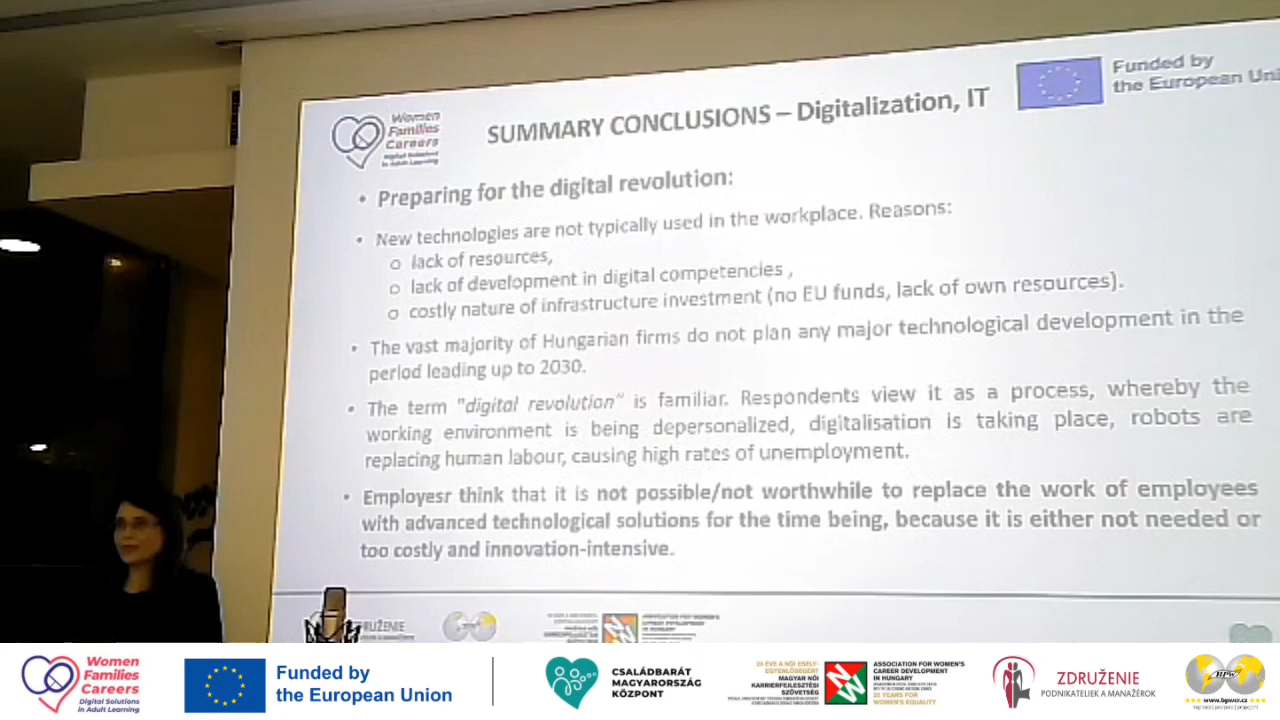 Women
Families
Careers
Digital Solutions
in Adult Learning
SUMMARY CONCLUSIONS – Digitalization, IT
Funded by
the European Uni
• Preparing for the digital revolution:
• New technologies are not typically used in the workplace. Reasons:
o lack of resources,
o lack of development in digital competencies ,
o costly nature of infrastructure investment (no EU funds, lack of own resources).
• The vast majority of Hungarian firms do not plan any major technological development in the
period leading up to 2030.
• The term "digital revolution" is familiar. Respondents view it as a process, whereby the
working environment is being depersonalized, digitalisation is taking place, robots are
replacing human labour, causing high rates of unemployment.
• Employesr think that it is not possible/not worthwhile to replace the work of employees
with advanced technological solutions for the time being, because it is either not needed or
too costly and innovation-intensive.
RUŽENIE
Women
Families
Careers
Digital Solutions
in Adult Learning
Funded by
the European Union
CSALÁDBARÁT
MAGYARORSZÁG
KÖZPONT
20 ÉVE A NŐI ESÉLY-
EGYENLŐSÉGÉRT
MAGYAR NŐI
KARRIERFEJLESZTÉSI
SZÖVETSÉG
ASSOCIATION FOR WOMEN'S
CAREER DEVELOPMENT
IN HUNGARY
20 YEARS FOR
WOMEN'S EQUALITY
ZDRUŽENIE
PODNIKATELIEK A MANAŽÉROK
BPW
www.bpwcr.cz